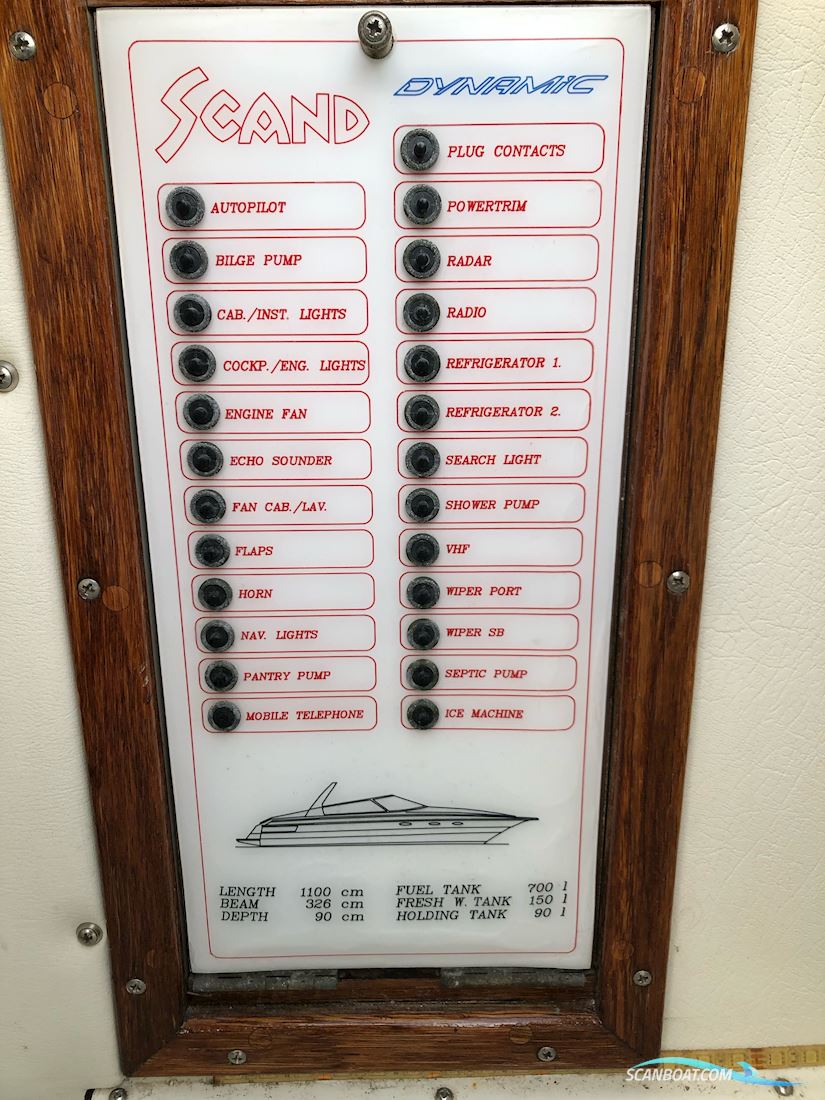 SCAND
DYNAMIC
AUTOPILOT
BILGE PUMP
CAB./INST. LIGHTS
COCKP./ENG. LIGHTS
ENGINE FAN
ECHO SOUNDER
FAN CAB./LAV.
FLAPS
HORN
NAV. LIGHTS
PANTRY PUMP
MOBILE TELEPHONE
PLUG CONTACTS
POWERTRIM
RADAR
RADIO
REFRIGERATOR 1.
REFRIGERATOR 2.
SEARCH LIGHT
SHOWER PUMP
VHF
WIPER PORT
WIPER SB
SEPTIC PUMP
ICE MACHINE
LENGTH 1100 cm
BEAM 326 cm
DEPTH 90 cm
FUEL TANK 700 l
FRESH W. TANK 150 l
HOLDING TANK 90 l
SCANBOAT.COM